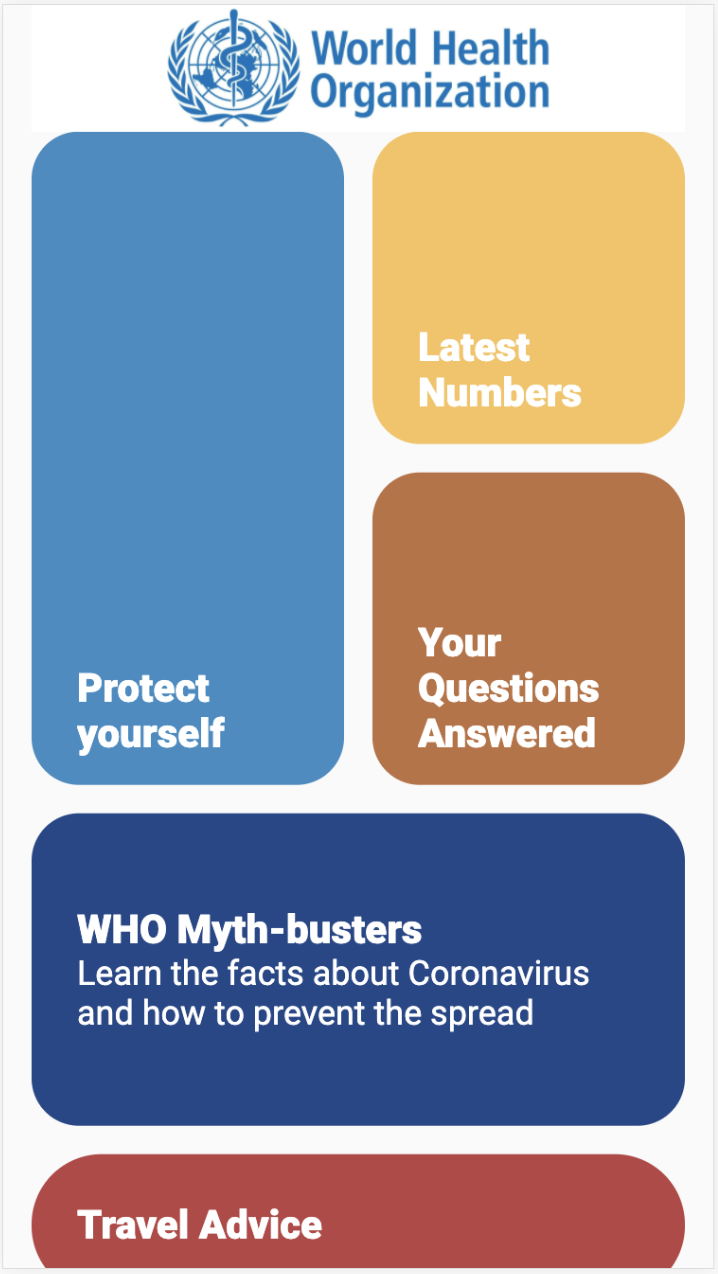 World Health
Organization
Latest
Numbers
Protect
yourself
Your
Questions
Answered
WHO Myth-busters
Learn the facts about Coronavirus
and how to prevent the spread
Travel Advice